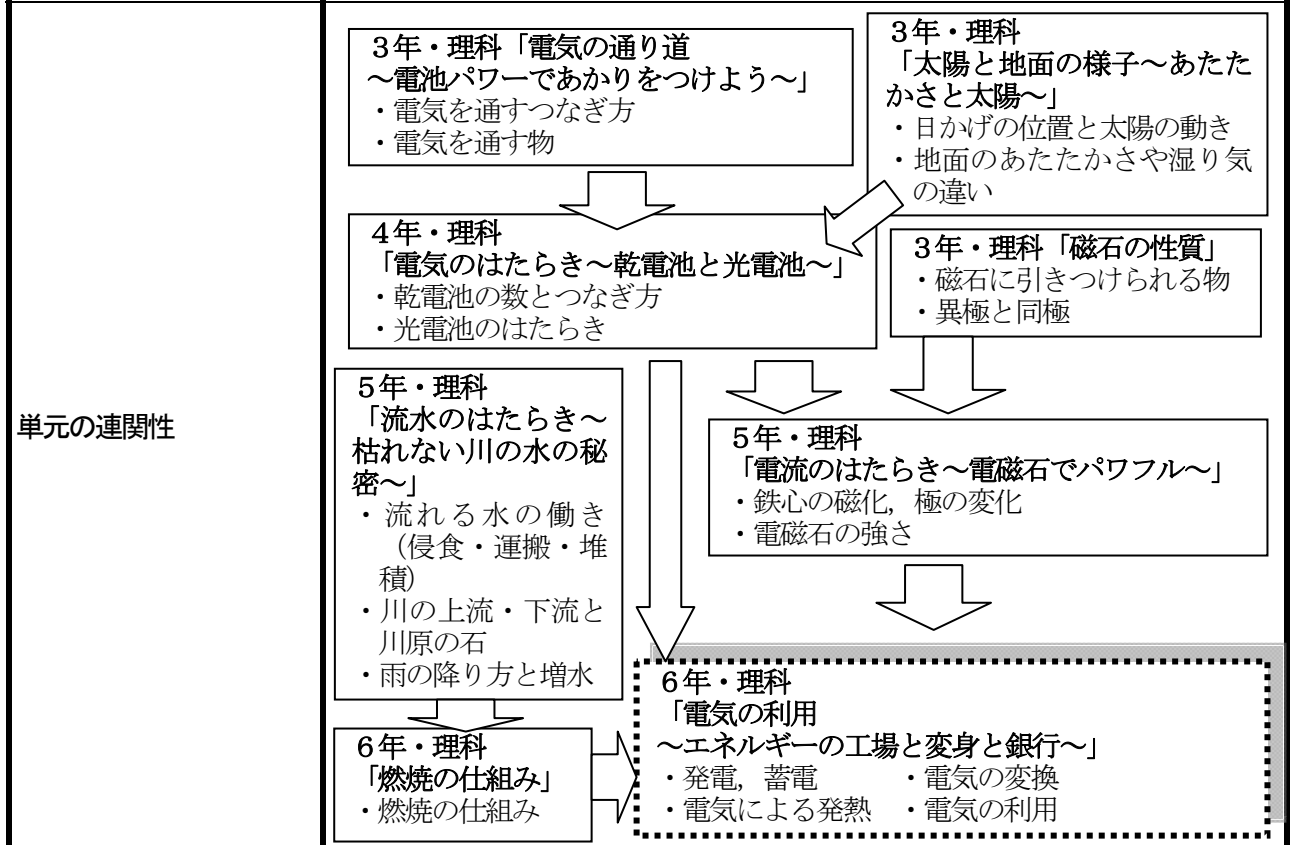 単元の連関性
3年・理科「電気の通り道
～電池パワーであかりをつけよう～」
・電気を通すつなぎ方
・電気を通す物
3年・理科
「太陽と地面の様子～あたた
かさと太陽～」
・日かげの位置と太陽の動き
・地面のあたたかさや湿り気
の違い
4年・理科
「電気のはたらき～乾電池と光電池～」
・乾電池の数とつなぎ方
・光電池のはたらき
3年・理科「磁石の性質」
・磁石に引きつけられる物
・異極と同極
5年・理科
「流水のはたらき～
枯れない川の水の秘
密～」
・流れる水の働き
（侵食・運搬・堆
積）
・川の上流・下流と
川原の石
・雨の降り方と増水
5年・理科
「電流のはたらき～電磁石でパワフル～」
・鉄心の磁化，極の変化
・電磁石の強さ
6年・理科
「燃焼の仕組み」
・燃焼の仕組み
6年・理科
「電気の利用
～エネルギーの工場と変身と銀行～」
・発電，蓄電　・電気の変換
・電気による発熱　・電気の利用